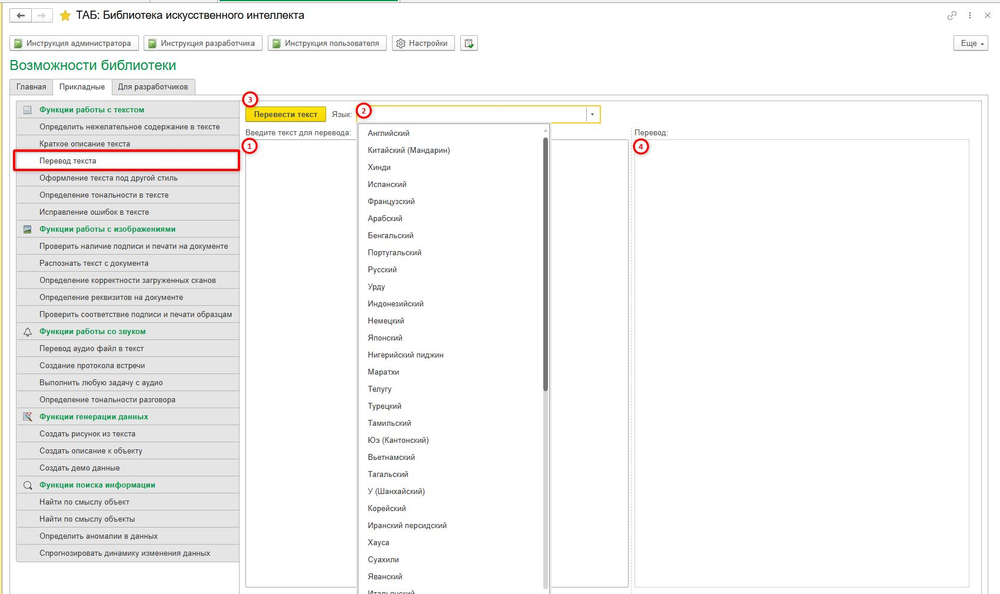 ТАБ: Библиотека искусственного интеллекта
Инструкция администратора
Инструкция разработчика
Инструкция пользователя
Настройки
Еще
Возможности библиотеки
Главная
Прикладные
Для разработчиков
Функции работы с текстом
Определить нежелательное содержание в тексте
Краткое описание текста
Перевод текста
Оформление текста под другой стиль
Определение тональности в тексте
Исправление ошибок в тексте
Функции работы с изображениями
Проверить наличие подписи и печати на документе
Распознать текст с документа
Определение корректности загруженных сканов
Определение реквизитов на документе
Проверить соответствие подписи и печати образцам
Функции работы со звуком
Перевод аудио файл в текст
Создание протокола встречи
Выполнить любую задачу с аудио
Определение тональности разговора
Функции генерации данных
Создать рисунок из текста
Создать описание к объекту
Создать демо данные
Функции поиска информации
Найти по смыслу объект
Найти по смыслу объекты
Определить аномалии в данных
Спрогнозировать динамику изменения данных
3
Перевести текст
Язык:
2
Введите текст для перевода:
1
Английский
Китайский (Мандарин)
Хинди
Испанский
Французский
Арабский
Бенгальский
Португальский
Русский
Урду
Индонезийский
Немецкий
Японский
Нигерийский пиджин
Маратхи
Телугу
Турецкий
Тамильский
Юэ (Кантонский)
Вьетнамский
Тагальский
У (Шанхайский)
Корейский
Иранский персидский
Хауса
Суахили
Яванский
Итальянский
Перевод:
4